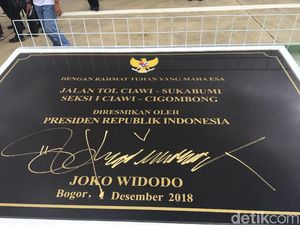 DENGAN RAHMAT TUHAN YANG MAHA ESA
JALAN TOL CIAWI - SUKABUMI
SEKSI I CIAWI - CIGOMBONG
DIRESMIKAN OLEH
PRESIDEN REPUBLIK INDONESIA
JOKO WIDODO
Bogor, Desember 2018
detikcom